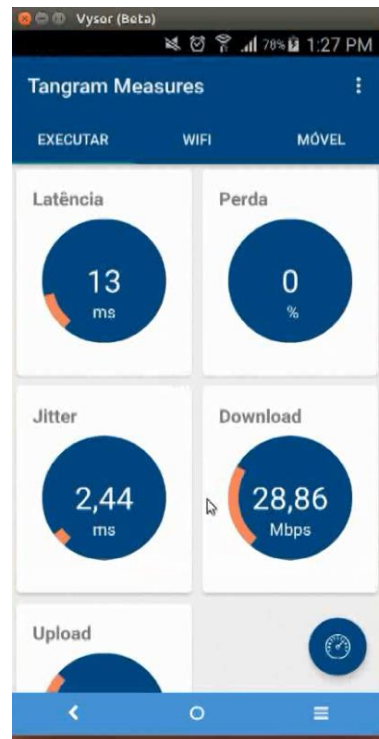 Vysor (Beta)
78% 1:27 PM
Tangram Measures
EXECUTAR WIFI MÓVEL
Latência Perda
13 0
ms %
Jitter Download
2,44 28,86
ms Mbps
Upload